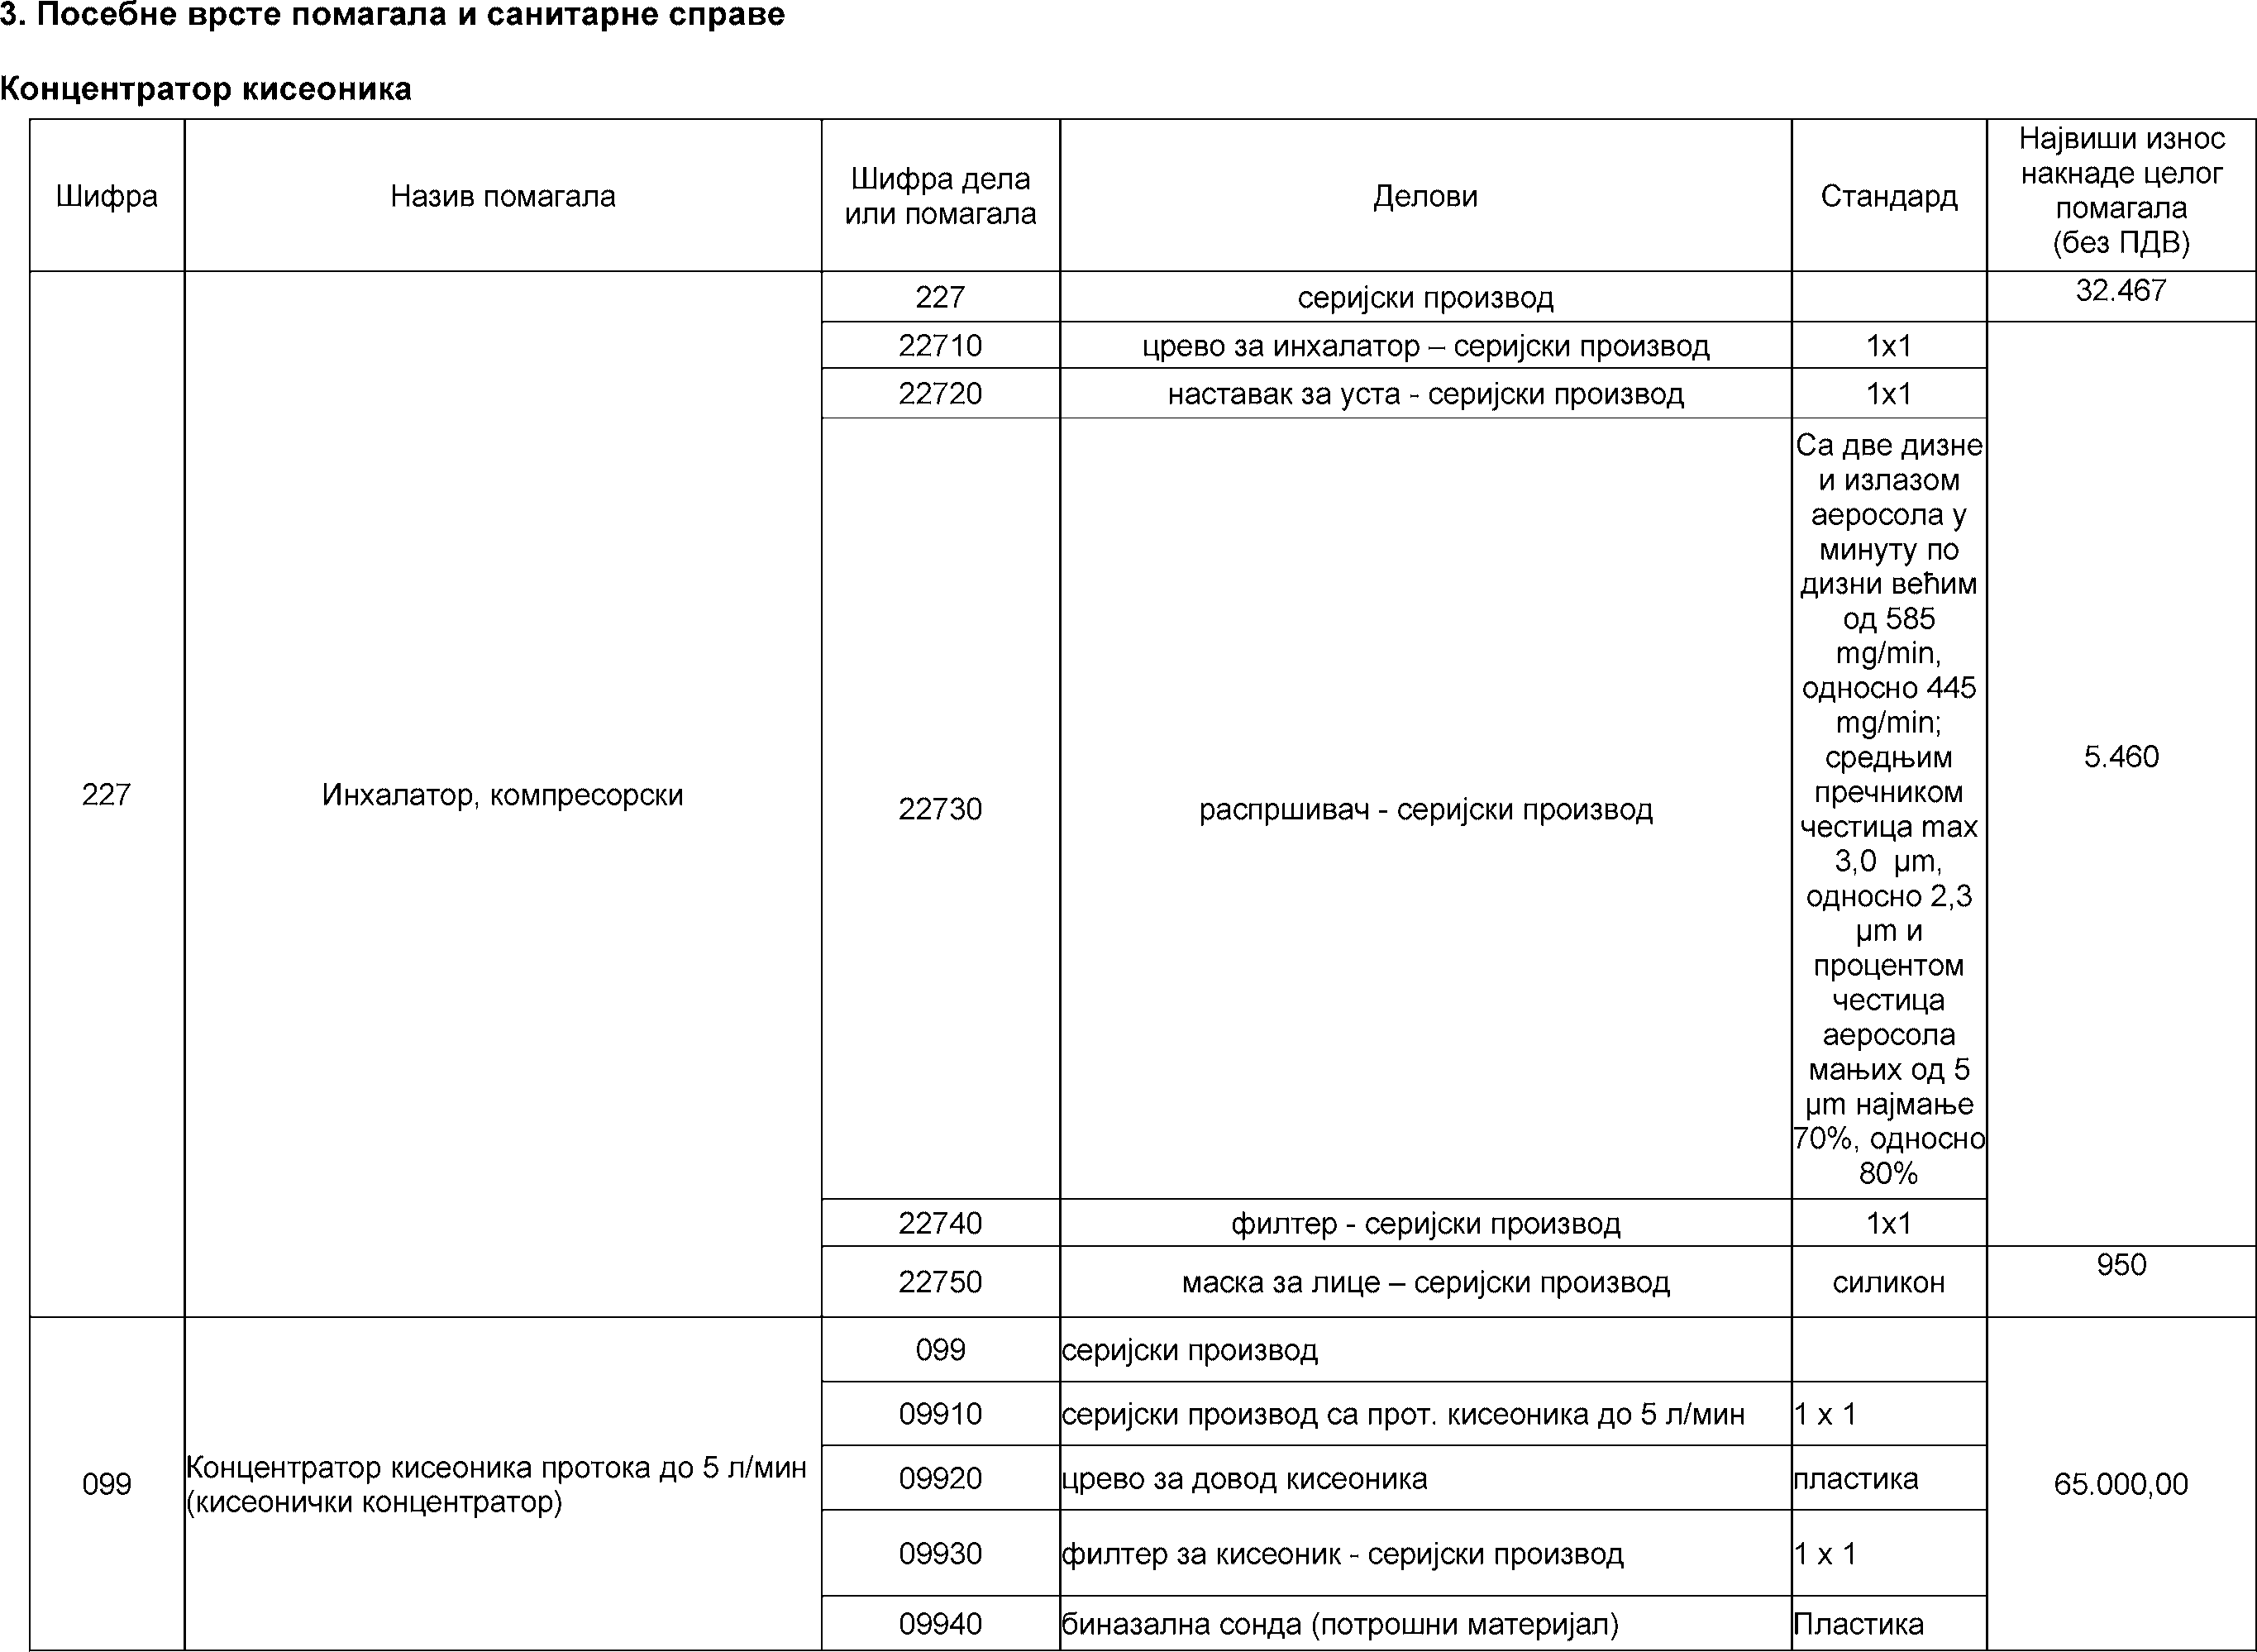 3. Посебне врсте помагала и санитарне справе
Концентратор кисеоника
Шифра
Назив помагала
Шифра дела
или помагала
Делови
Стандард
Највиши износ
накнаде целог
помагала
(без ПДВ)
227
Инхалатор, компресорски
227
серијски производ
32.467
22710
црево за инхалатор – серијски производ
1x1
22720
наставак за уста - серијски производ
1x1
22730
распршивач - серијски производ
Са две дизне
и излазом
аеросола у
минуту по
дизни већим
од 585
mg/min,
односно 445
mg/min;
средњим
пречником
честица max
3,0 µm,
односно 2,3
µm и
процентом
честица
аеросола
мањих од 5
µm најмање
70%, односно
80%
5.460
22740
филтер - серијски производ
1x1
22750
маска за лице – серијски производ
силикон
950
099
Концентратор кисеоника протока до 5 л/мин
(кисеонички концентратор)
099
серијски производ
09910
серијски производ са прот. кисеоника до 5 л/мин
1 x 1
09920
црево за довод кисеоника
пластика
65.000,00
09930
филтер за кисеоник - серијски производ
1 x 1
09940
биназална сонда (потрошни материјал)
Пластика